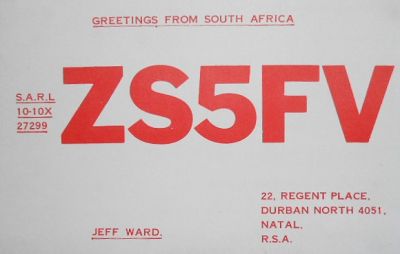 GREETINGS FROM SOUTH AFRICA
S.A.R.L
10-10X
27299
ZS5FV
22, REGENT PLACE,
DURBAN NORTH 4051,
NATAL,
R.S.A.
JEFF WARD.